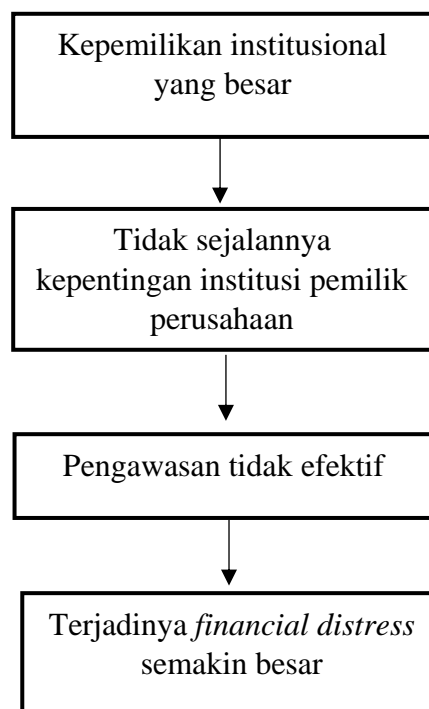 Kepemilikan institusional
yang besar
Tidak sejalannya
kepentingan institusi pemilik
perusahaan
Pengawasan tidak efektif
Terjadinya financial distress
semakin besar